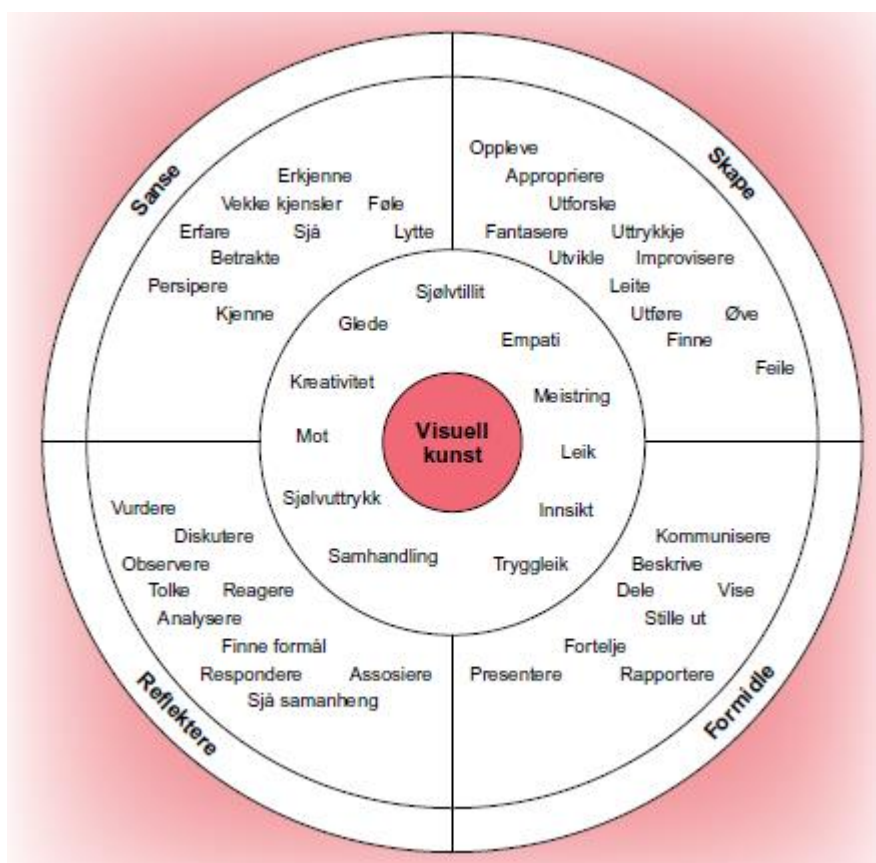 Sanse
Erkjenne
Vekke kjensler Føle
Erfare Sjå Lytte
Betrakte
Persipere
Kjenne
Skape
Oppleve
Appropriere
Utforske
Fantasere Uttrykkje
Utvikle Improvisere
Leite
Utføre Øve
Finne
Feile
Sjølvtillit
Glede
Empati
Kreativitet
Meistring
Mot
Visuell
kunst
Leik
Sjølvuttrykk
Innsikt
Samhandling
Tryggleik
Reflektere
Vurdere
Diskutere
Observere
Tolke Reagere
Analysere
Finne formål
Respondere Assosiere
Sjå samanheng
Formidle
Kommunisere
Beskrive
Dele Vise
Stille ut
Fortelje
Presentere Rapportere